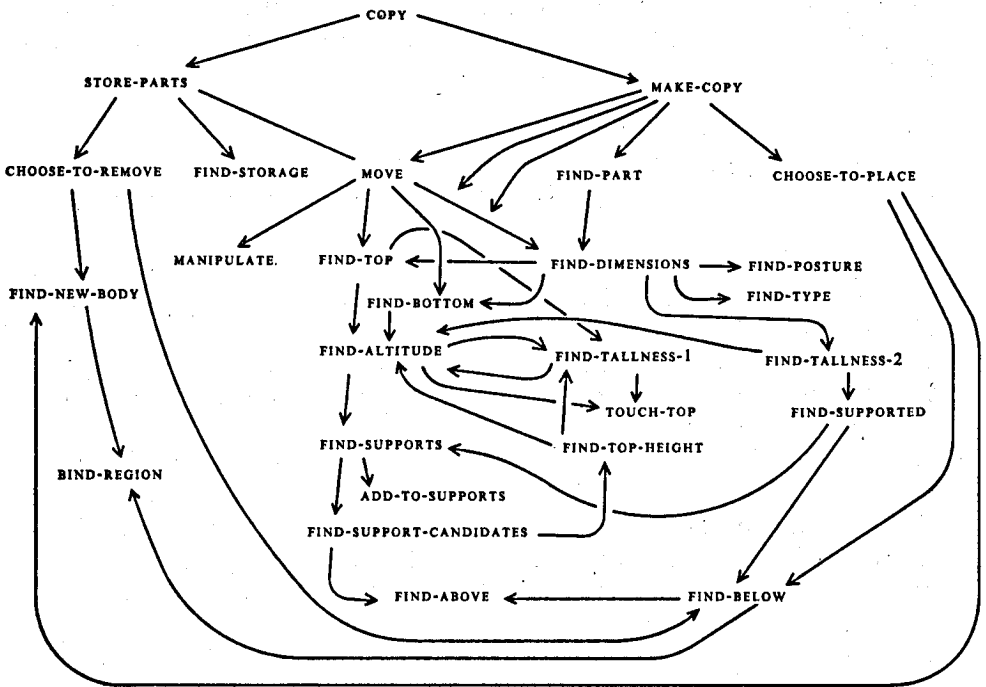 COPY
STORE-PARTS
MAKE-COPY
CHOOSE-TO-REMOVE
FIND-STORAGE
MOVE
FIND-PART
CHOOSE-TO-PLACE
MANIPULATE.
FIND-TOP
FIND-DIMENSIONS
FIND-POSTURE
FIND-NEW-BODY
FIND-BOTTOM
FIND-TYPE
FIND-ALTITUDE
FIND-TALLNESS-1
FIND-TALLNESS-2
TOUCH-TOP
FIND-SUPPORTED
FIND-SUPPORTS
FIND-TOP-HEIGHT
BIND-REGION
ADD-TO-SUPPORTS
FIND-SUPPORT-CANDIDATES
FIND-ABOVE
FIND-BELOW